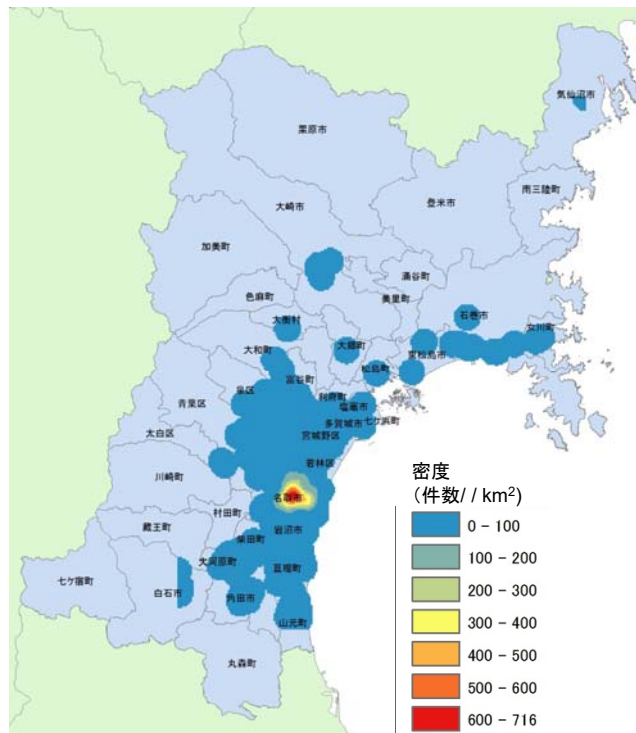 気仙沼市
栗原市
南三陸町
大崎市
登米市
加美町
涌谷町
色麻町
美里町
石巻市
女川町
大衡村
大郷町
東松島市
大和町
松島町
富谷町
泉区
利府町
青葉区
塩竈市
多賀城市
七ケ浜町
太白区
宮城野区
若林区
川崎町
名取市
村田町
蔵王町
岩沼市
柴田町
大河原町
亘理町
七ケ宿町
白石市
角田市
山元町
丸森町
密度
(件数/ / km²)
0 - 100
100 - 200
200 - 300
300 - 400
400 - 500
500 - 600
600 - 716